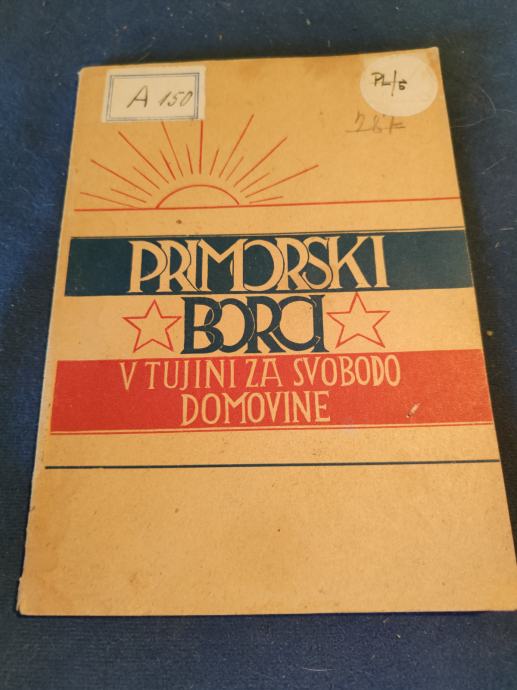 A 150
PL/5
PRIMORSKI
BORCI
V TUJINI ZA SVOBODO
DOMOVINE